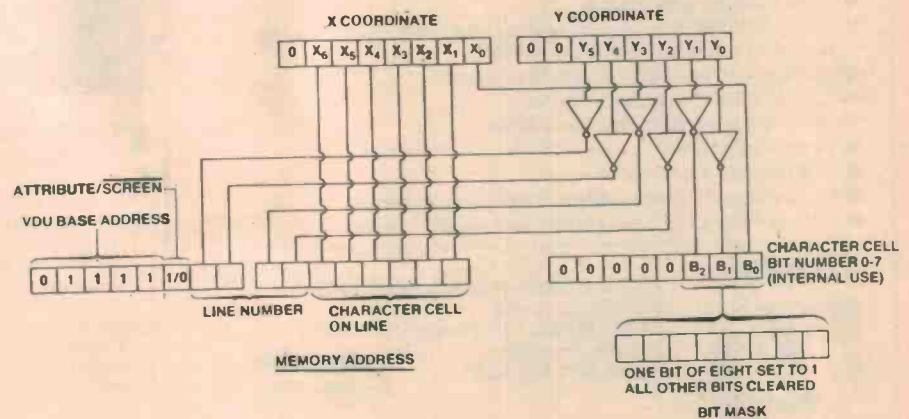 X COORDINATE
Y COORDINATE
0 X6 X5 X4 X3 X2 X1 X0
0 0 Y5 Y4 Y3 Y2 Y1 Y0
ATTRIBUTE/SCREEN
VDU BASE ADDRESS
0 1 1 1 1 1/0
LINE NUMBER
CHARACTER CELL
ON LINE
MEMORY ADDRESS
0 0 0 0 0 B2 B1 B0
CHARACTER CELL
BIT NUMBER 0-7
(INTERNAL USE)
ONE BIT OF EIGHT SET TO 1
ALL OTHER BITS CLEARED
BIT MASK